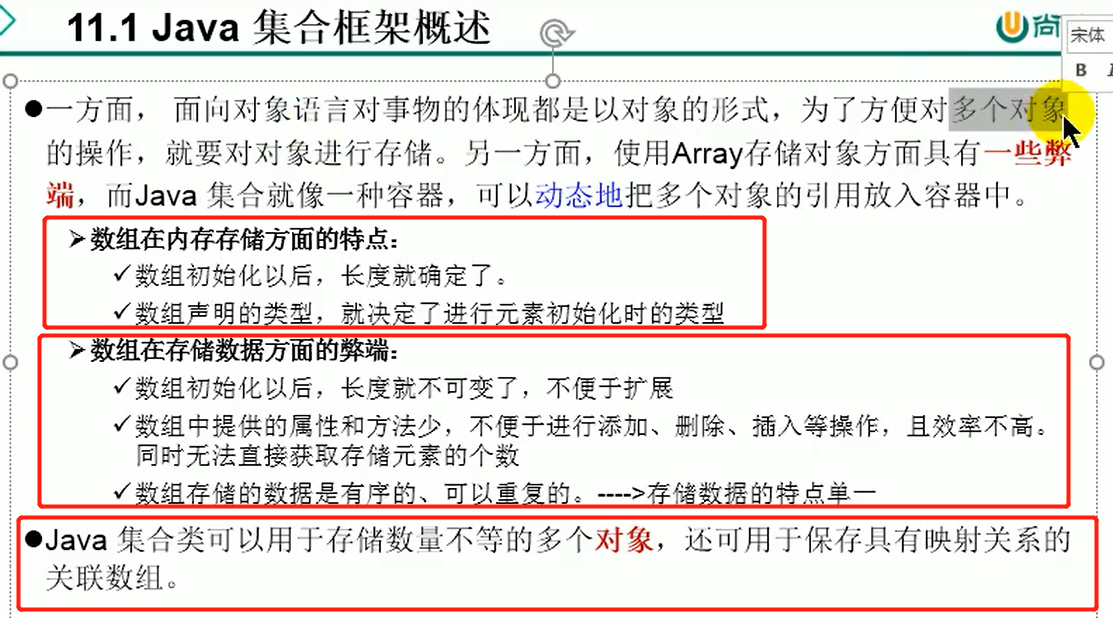 11.1 Java 集合框架概述
尚
宋体
B I
●一方面， 面向对象语言对事物的体现都是以对象的形式，为了方便对多个对象
的操作，就要对对象进行存储。另一方面，使用Array存储对象方面具有一些弊
端，而Java 集合就像一种容器，可以动态地把多个对象的引用放入容器中。
➢数组在内存存储方面的特点：
✓数组初始化以后，长度就确定了。
✓数组声明的类型，就决定了进行元素初始化时的类型
➢数组在存储数据方面的弊端：
✓数组初始化以后，长度就不可变了，不便于扩展
✓数组中提供的属性和方法少，不便于进行添加、删除、插入等操作，且效率不高。
同时无法直接获取存储元素的个数
✓数组存储的数据是有序的、可以重复的。---->存储数据的特点单一
●Java 集合类可以用于存储数量不等的多个对象，还可用于保存具有映射关系的
关联数组。